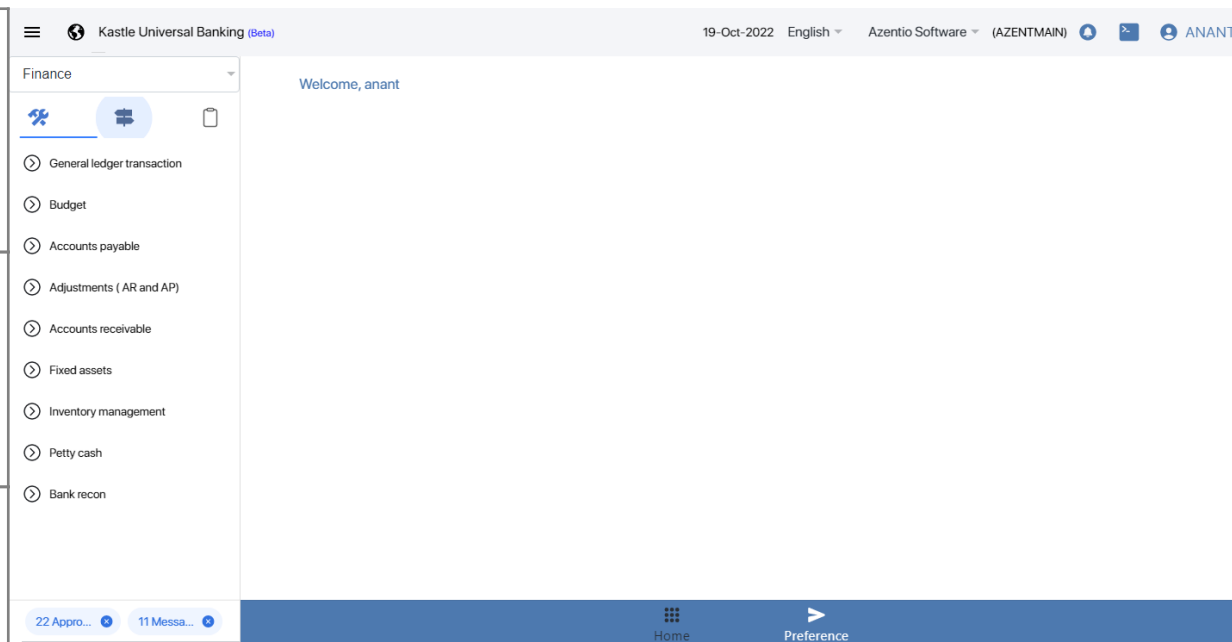 Kastle Universal Banking (Beta) 19-Oct-2022 English Azentio Software (AZENTMAIN) ANANT
Finance
Welcome, anant
General ledger transaction
Budget
Accounts payable
Adjustments ( AR and AP)
Accounts receivable
Fixed assets
Inventory management
Petty cash
Bank recon
22 Appro... 11 Messa...
Home Preference